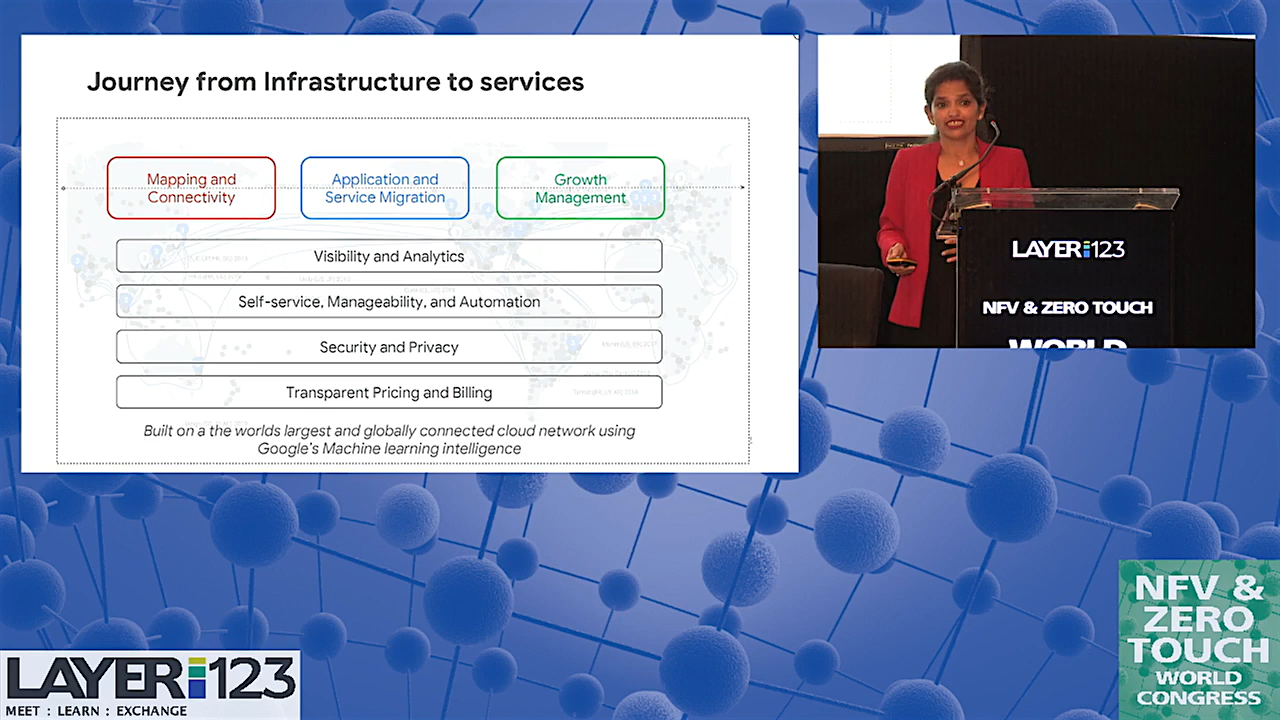 Journey from Infrastructure to services
Mapping and
Connectivity
Application and
Service Migration
Growth
Management
Visibility and Analytics
Self-service, Manageability, and Automation
Security and Privacy
Transparent Pricing and Billing
Built on a the worlds largest and globally connected cloud network using
Google's Machine learning intelligence
LAYER123
NFV & ZERO TOUCH
WORLD
LAYER123
MEET : LEARN : EXCHANGE
NFV &
ZERO
TOUCH
WORLD
CONGRESS